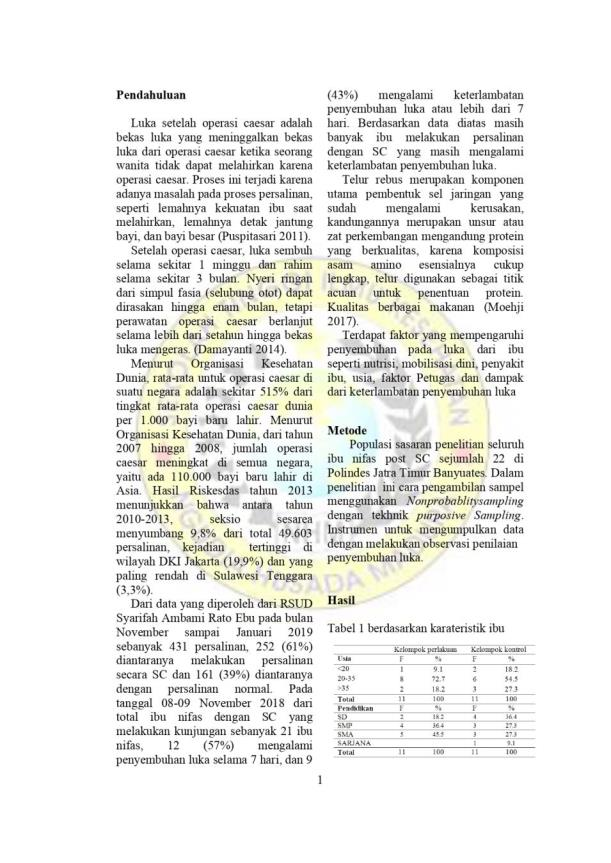 Pendahuluan
Luka setelah operasi caesar adalah
bekas luka yang meninggalkan bekas
luka dari operasi caesar ketika seorang
wanita tidak dapat melahirkan karena
operasi caesar. Proses ini terjadi karena
adanya masalah pada proses persalinan,
seperti lemahnya kekuatan ibu saat
melahirkan, lemahnya detak jantung
bayi, dan bayi besar (Puspitasari 2011).
Setelah operasi caesar, luka sembuh
selama sekitar 1 minggu dan rahim
selama sekitar 3 bulan. Nyeri ringan
dari simpul fasia (selubung otot) dapat
dirasakan hingga enam bulan, tetapi
perawatan operasi caesar berlanjut
selama lebih dari setahun hingga bekas
luka mengeras. (Damayanti 2014).
Menurut Organisasi Kesehatan
Dunia, rata-rata untuk operasi caesar di
suatu negara adalah sekitar 515% dari
tingkat rata-rata operasi caesar dunia
per 1.000 bayi baru lahir. Menurut
Organisasi Kesehatan Dunia, dari tahun
2007 hingga 2008, jumlah operasi
caesar meningkat di semua negara,
yaitu ada 110.000 bayi baru lahir di
Asia. Hasil Riskesdas tahun 2013
menunjukkan bahwa antara tahun
2010-2013, seksio sesarea
menyumbang 9,8% dari total 49.603
persalinan, kejadian tertinggi di
wilayah DKI Jakarta (19,9%) dan yang
paling rendah di Sulawesi Tenggara
(3,3%).
Dari data yang diperoleh dari RSUD
Syarifah Ambami Rato Ebu pada bulan
November sampai Januari 2019
sebanyak 431 persalinan, 252 (61%)
diantaranya melakukan persalinan
secara SC dan 161 (39%) diantaranya
dengan persalinan normal. Pada
tanggal 08-09 November 2018 dari
total ibu nifas dengan SC yang
melakukan kunjungan sebanyak 21 ibu
nifas, 12 (57%) mengalami
penyembuhan luka selama 7 hari, dan 9
(43%) mengalami keterlambatan
penyembuhan luka atau lebih dari 7
hari. Berdasarkan data diatas masih
banyak ibu melakukan persalinan
dengan SC yang masih mengalami
keterlambatan penyembuhan luka.
Telur rebus merupakan komponen
utama pembentuk sel jaringan yang
sudah mengalami kerusakan,
kandungannya merupakan unsur atau
zat perkembangan mengandung protein
yang berkualitas, karena komposisi
asam amino esensialnya cukup
lengkap, telur digunakan sebagai titik
acuan untuk penentuan protein.
Kualitas berbagai makanan (Moehji
2017).
Terdapat faktor yang mempengaruhi
penyembuhan pada luka dari ibu
seperti nutrisi, mobilisasi dini, penyakit
ibu, usia, faktor Petugas dan dampak
dari keterlambatan penyembuhan luka
Metode
Populasi sasaran penelitian seluruh
ibu nifas post SC sejumlah 22 di
Polindes Jatra Timur Banyuates. Dalam
penelitian ini cara pengambilan sampel
menggunakan Nonprobablitysampling
dengan tekhnik purposive Sampling.
Instrumen untuk mengumpulkan data
dengan melakukan observasi penilaian
penyembuhan luka.
Hasil
Tabel 1 berdasarkan karateristik ibu
Kelompok perlakuan Kelompok kontrol
Usia F % F %
<20 1 9.1 2 18.2
20-35 8 72.7 6 54.5
>35 2 18.2 3 27.3
Total 11 100 11 100
Pendidikan F % F %
SD 2 18.2 4 36.4
SMP 4 36.4 3 27.3
SMA 5 45.5 3 27.3
SARJANA 1 9.1
Total 11 100 11 100
1